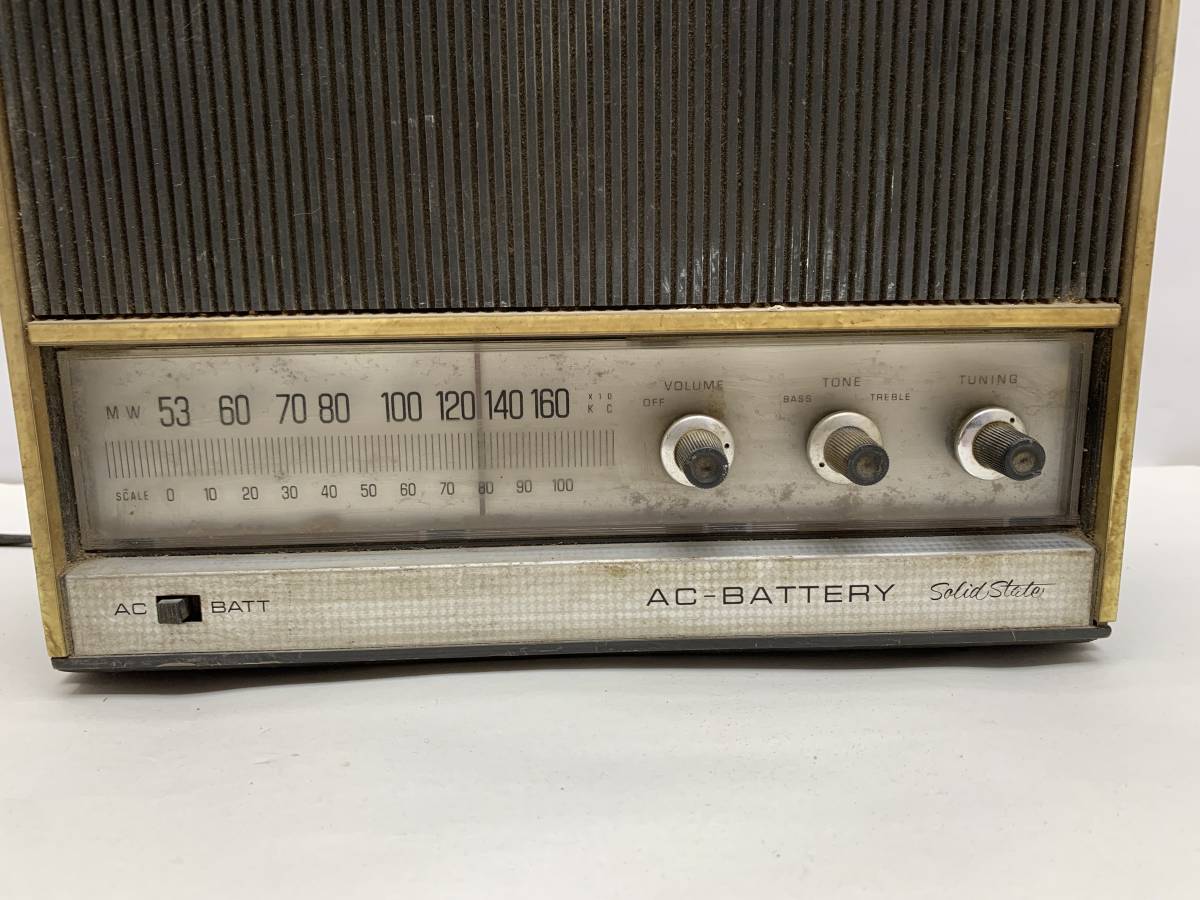 MW 53 60 70 80 100 120 140 160 X10 KC
SCALE 0 10 20 30 40 50 60 70 80 90 100
VOLUME
OFF
TONE
BASS TREBLE
TUNING
AC BATT
AC-BATTERY Solid State